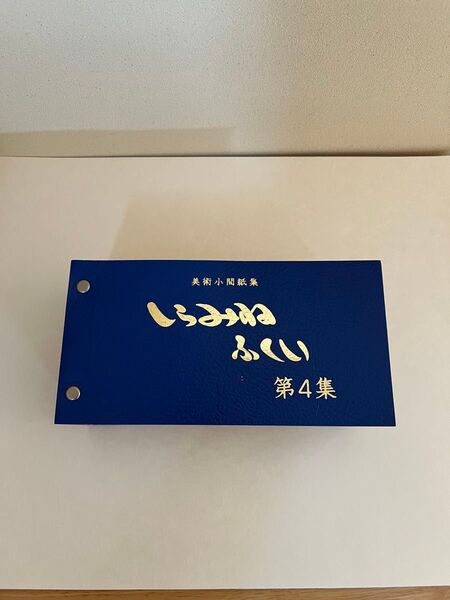 美術小間紙集
しらみね
ふくい
第4集